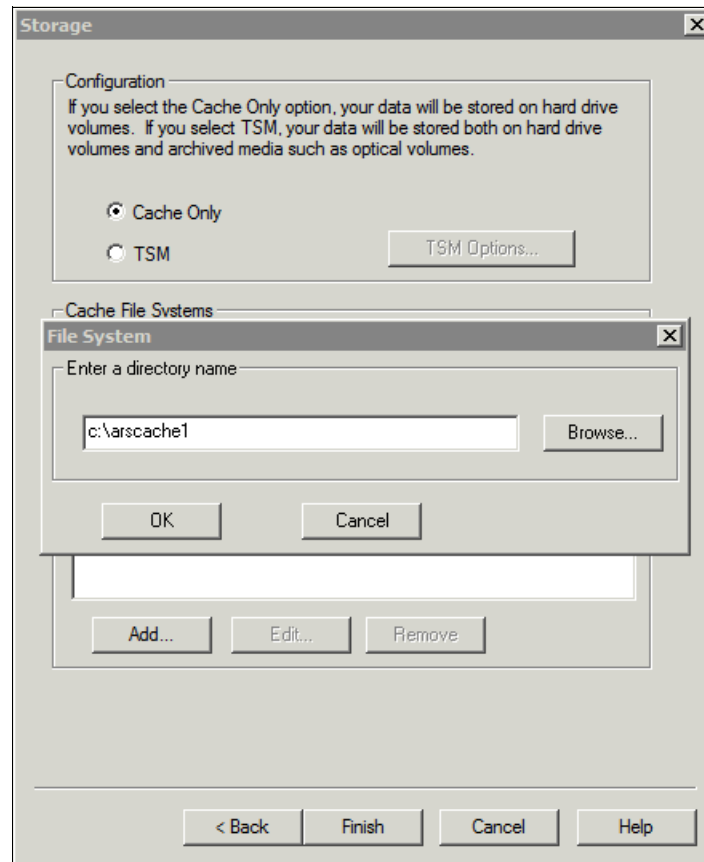 Storage
Configuration
If you select the Cache Only option, your data will be stored on hard drive
volumes. If you select TSM, your data will be stored both on hard drive
volumes and archived media such as optical volumes.
Cache Only
TSM
TSM Options...
Cache File Systems
File System
Enter a directory name
c:\arscache1
Browse...
OK
Cancel
Add...
Edit...
Remove
< Back
Finish
Cancel
Help